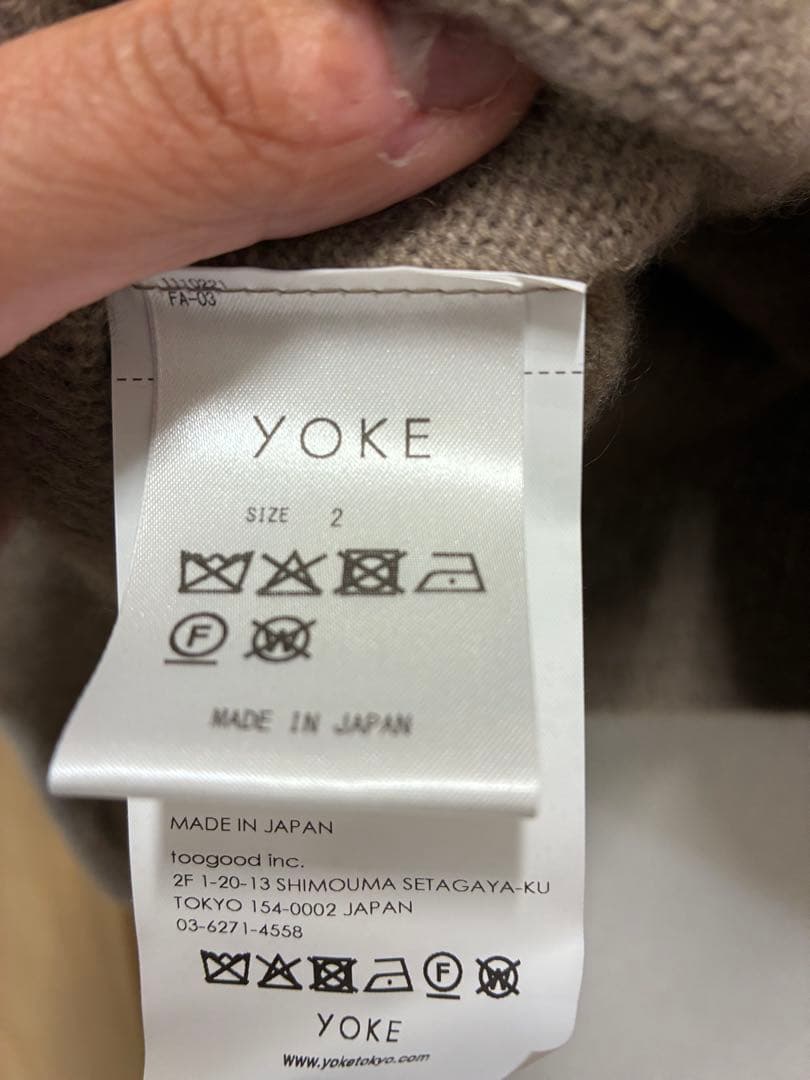 FA-03
YOKE
SIZE 2
F W
MADE IN JAPAN
MADE IN JAPAN
toogood inc.
2F 1-20-13 SHIMOUMA SETAGAYA-KU
TOKYO 154-0002 JAPAN
03-6271-4558
F W
YOKE
www.yoketokyo.com